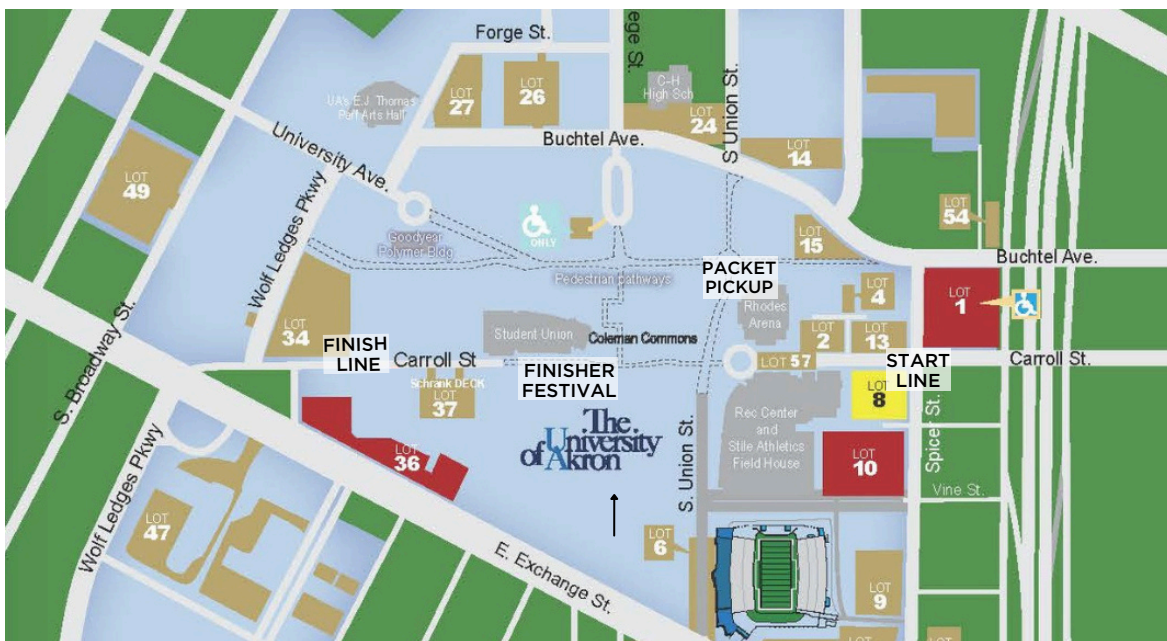 Forge St.
ege St.
S. Union St.
C-H
High Sch
LOT
27
LOT
26
LOT
24
UA's E.J. Thomas
Perf Arts Hall
University Ave.
Buchtel Ave.
LOT
14
LOT
49
Wolf Ledges Pkwy
ONLY
Goodyear
Polymer Bldg
LOT
54
LOT
15
Buchtel Ave.
Pedestrian pathways
PACKET
PICKUP
LOT
4
LOT
1
Rhodes
Arena
S. Broadway St.
LOT
34
Student Union
Coleman Commons
LOT
2
LOT
13
FINISH
LINE
Carroll St
LOT 57
START
LINE
Carroll St.
Schrank DECK
LOT
37
FINISHER
FESTIVAL
LOT
8
The
University
of Akron
Rec Center
and
Stile Athletics
Field House
Spicer St.
LOT
36
LOT
10
S. Union St.
Vine St.
Wolf Ledges Pkwy
LOT
47
E. Exchange St.
LOT
6
LOT
9
LOT
LOT